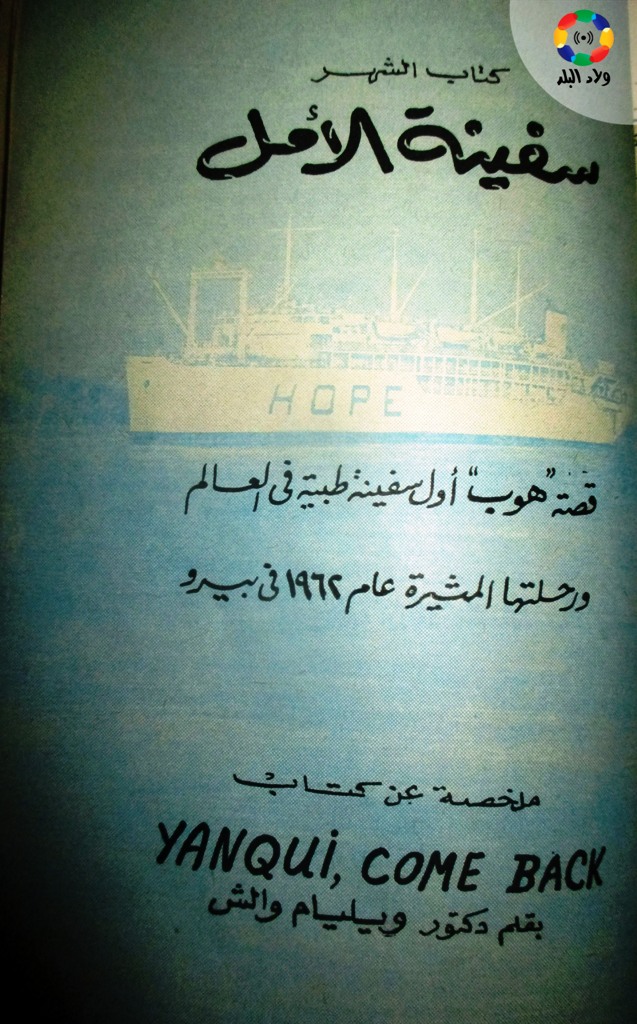 ولاد البلد
كتاب الشهر
سفينة الأمل
HOPE
قصة "هوب" أول سفينة طبية فى العالم
ورحلتها المثيرة عام ١٩٦٢ فى بيرو
ملخصة عن كتاب
YANQUi, COME BACK
بقلم دكتور ويليام والش